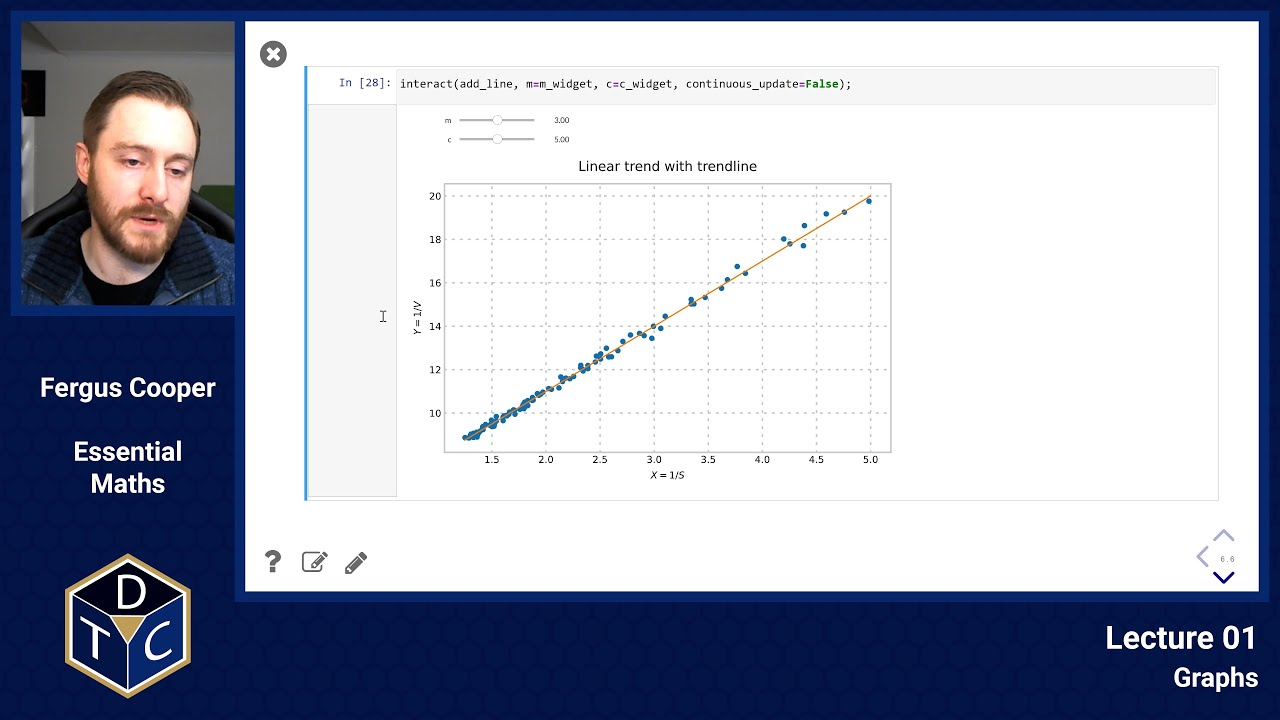 In [28]: interact(add_line, m=m_widget, c=c_widget, continuous_update=False);
m 3.00
c 5.00
Linear trend with trendline
20
18
16
14
12
10
Y = 1/V
1.5 2.0 2.5 3.0 3.5 4.0 4.5 5.0
X = 1/S
?
6.6
Fergus Cooper
Essential
Maths
D
T C
Lecture 01
Graphs